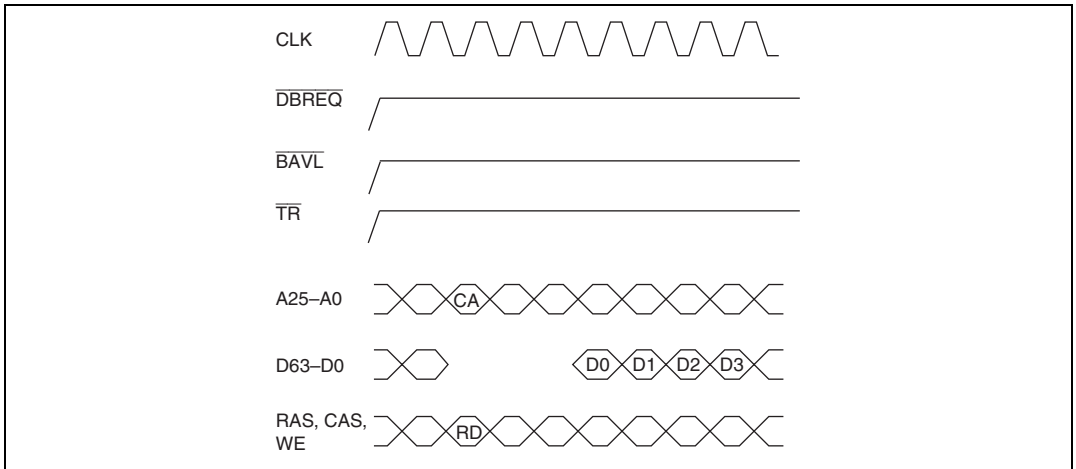 CLK
DBREQ
BAVL
TR
A25–A0
CA
D63–D0
D0 D1 D2 D3
RAS, CAS,
WE
RD